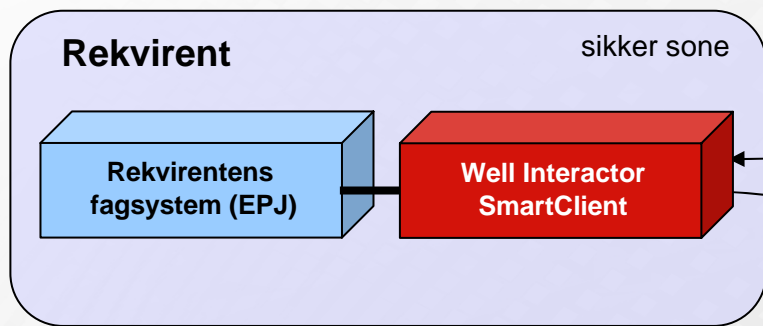 Rekvirent
sikker sone
Rekvirentens
fagsystem (EPJ)
Well Interactor
SmartClient